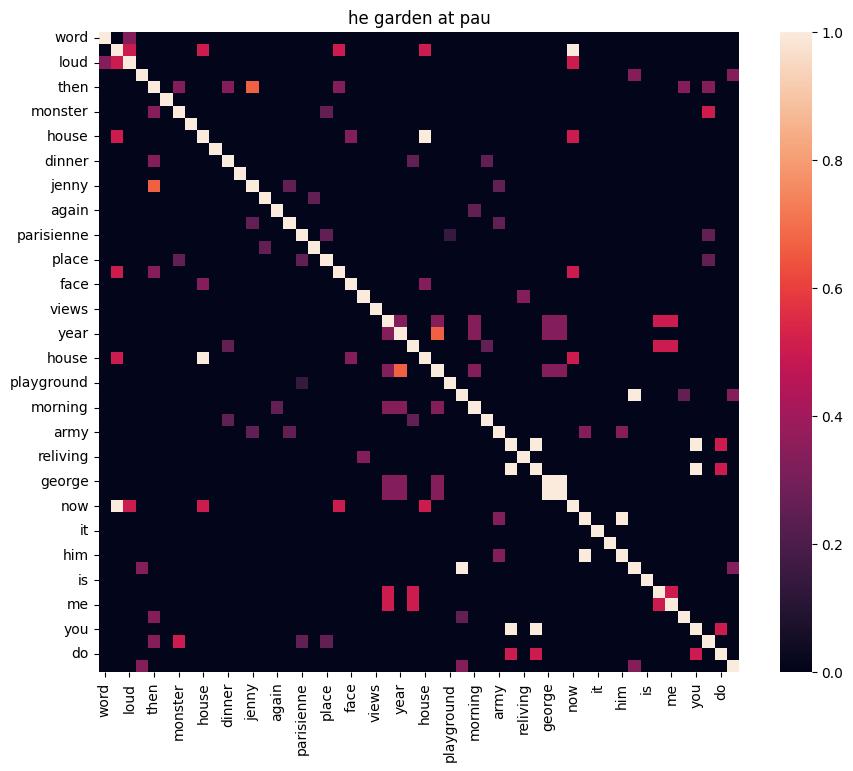 he garden at pau
word
loud
then
monster
house
dinner
jenny
again
parisienne
place
face
views
year
house
playground
morning
army
reliving
george
now
it
him
is
me
you
do
1.0
0.8
0.6
0.4
0.2
0.0
word
loud
then
monster
house
dinner
jenny
again
parisienne
place
face
views
year
house
playground
morning
army
reliving
george
now
it
him
is
me
you
do